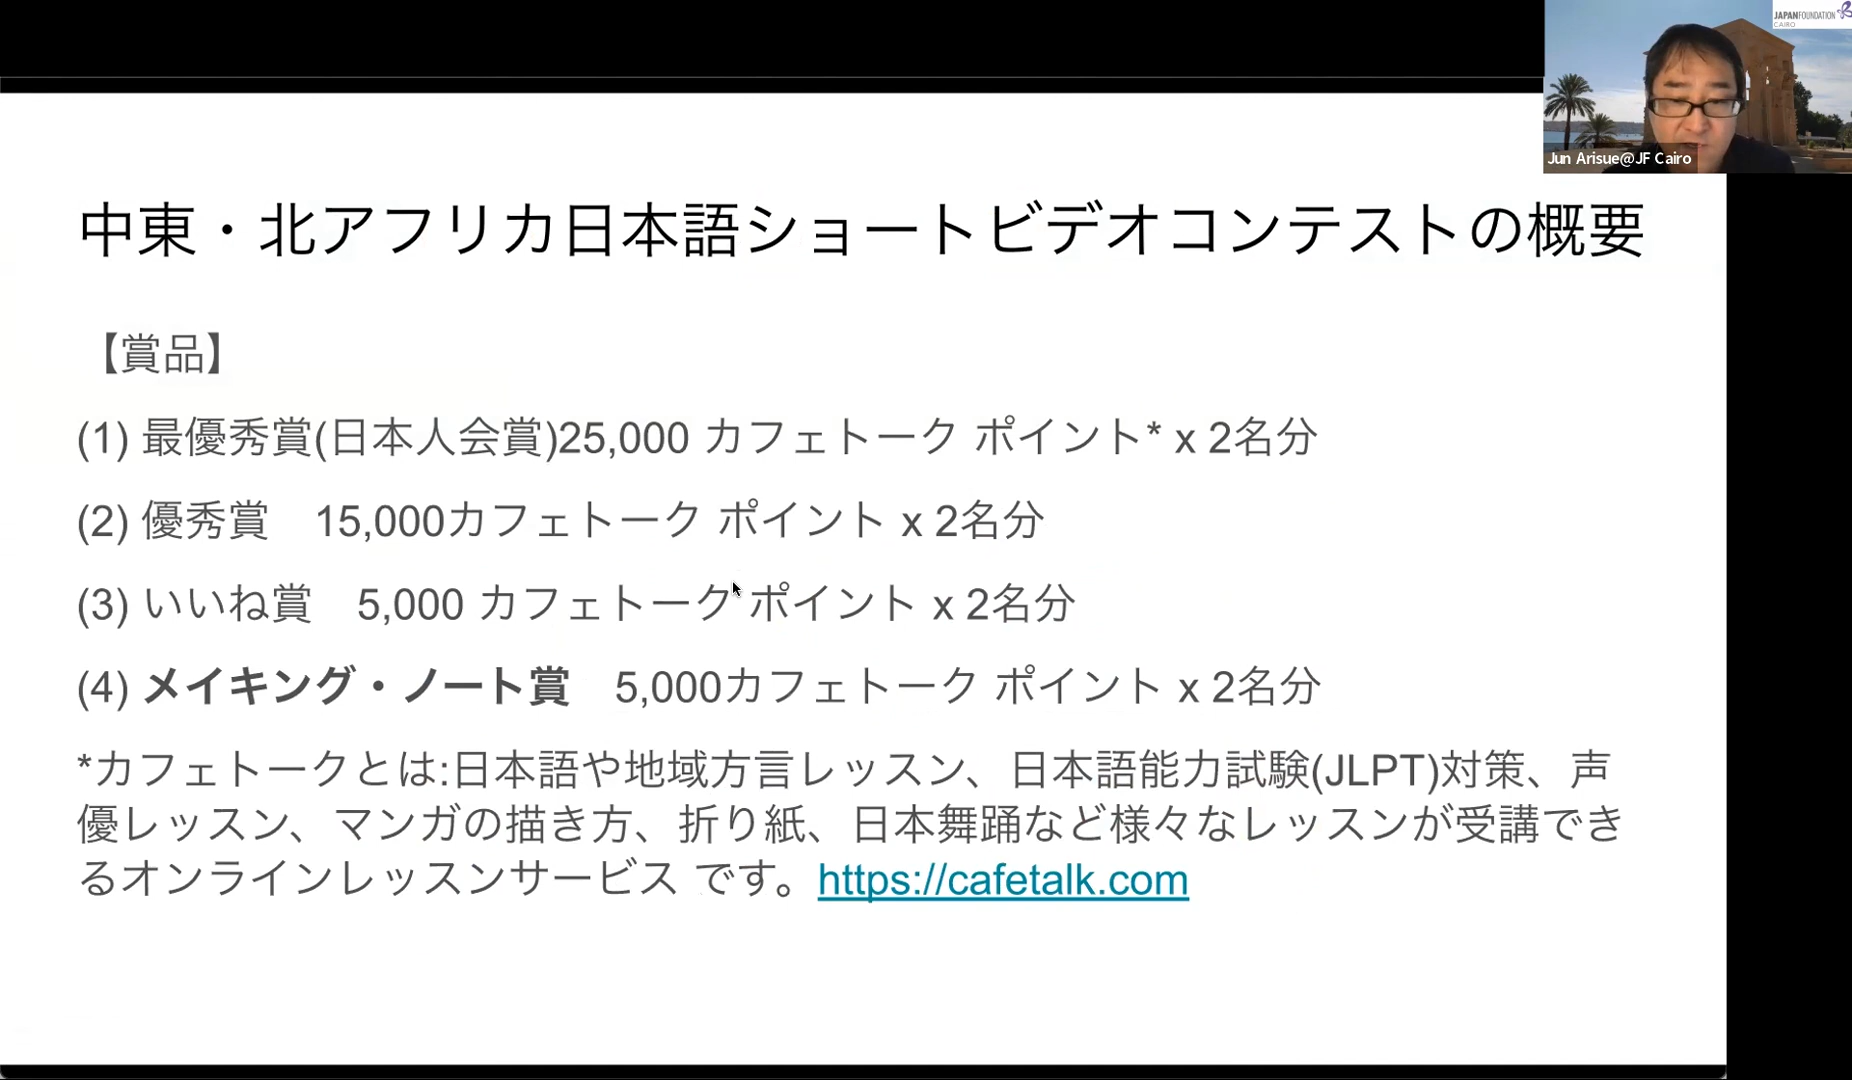 JAPANFOUNDATION
CAIRO
Jun Arisue@JF Cairo
中東・北アフリカ日本語ショートビデオコンテストの概要
【賞品】
(1) 最優秀賞(日本人会賞)25,000 カフェトーク ポイント* x 2名分
(2) 優秀賞　15,000カフェトーク ポイント x 2名分
(3) いいね賞　5,000 カフェトーク ポイント x 2名分
(4) メイキング・ノート賞　5,000カフェトーク ポイント x 2名分
*カフェトークとは:日本語や地域方言レッスン、日本語能力試験(JLPT)対策、声
優レッスン、マンガの描き方、折り紙、日本舞踊など様々なレッスンが受講でき
るオンラインレッスンサービス です。https://cafetalk.com